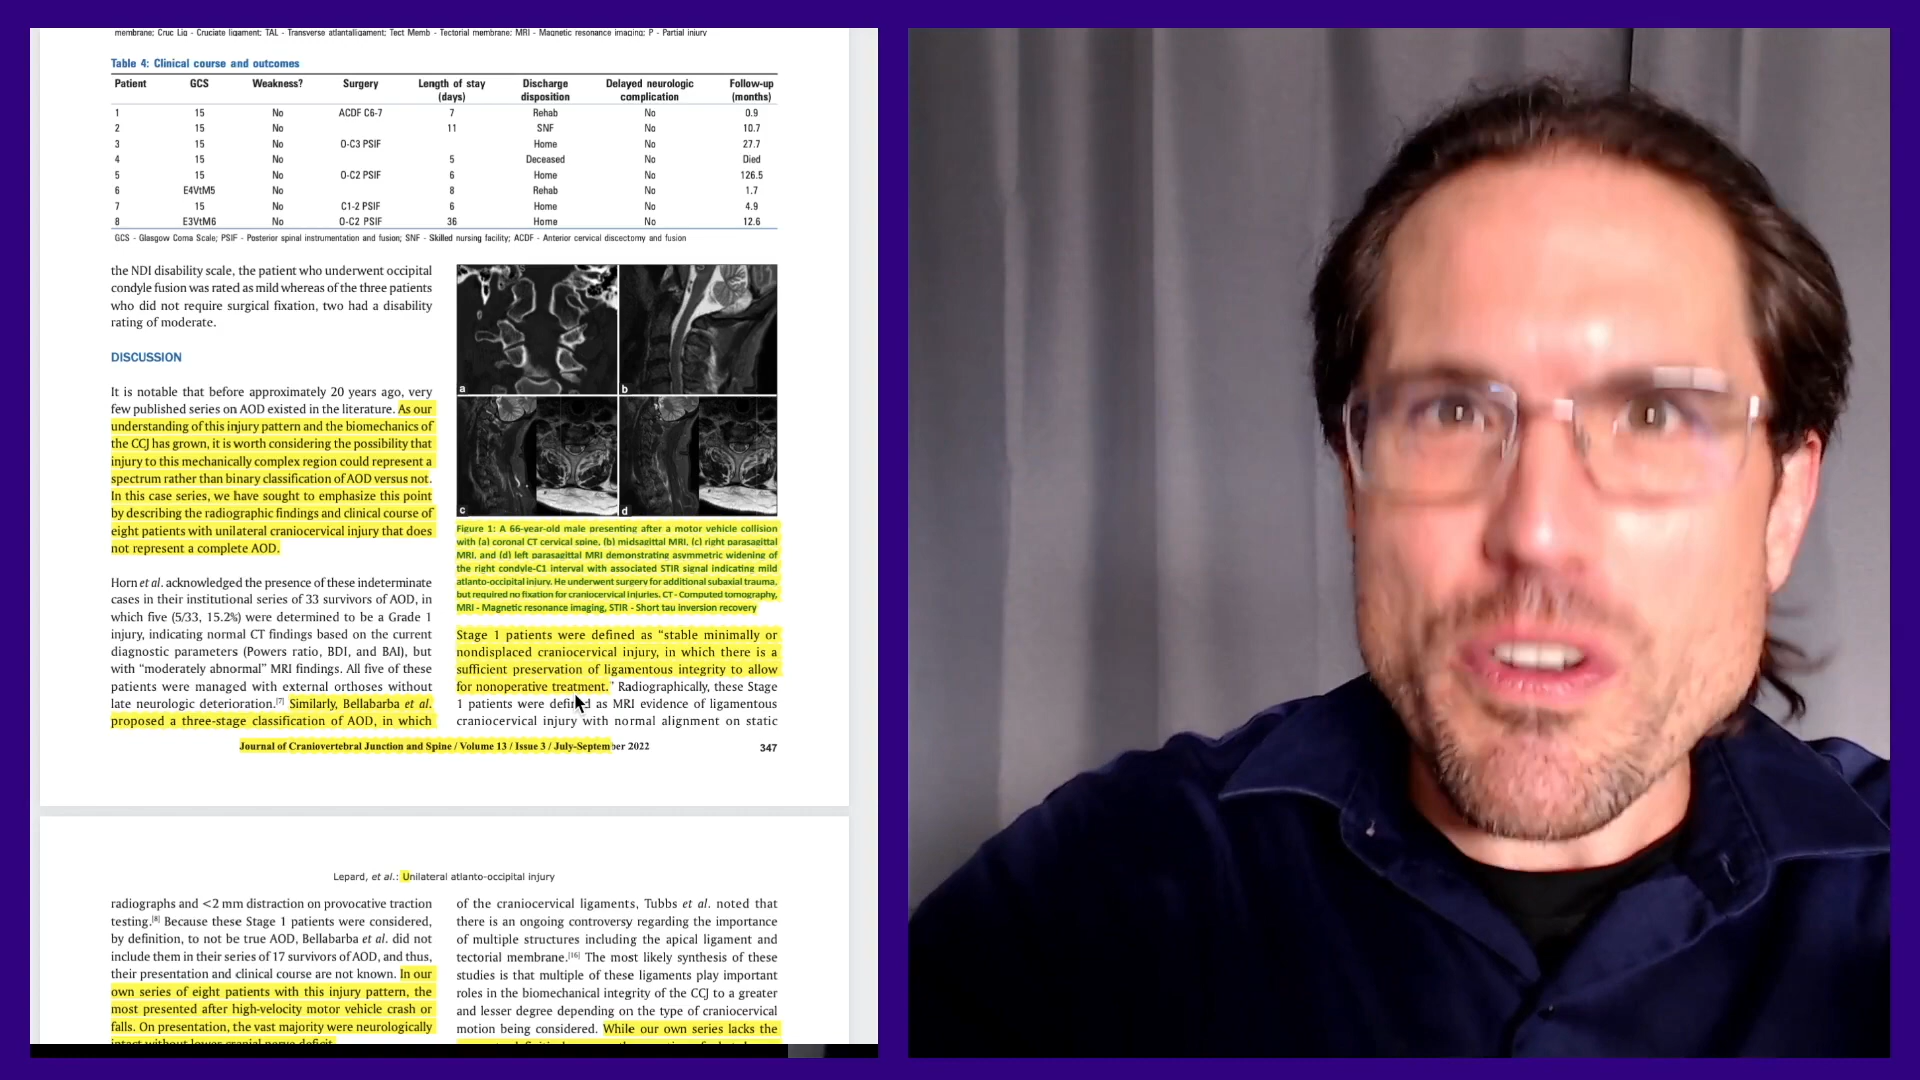 membrane; Cruc Lig - Cruciate ligament; TAL - Transverse atlantalligament; Tect Memb - Tectorial membrane; MRI - Magnetic resonance imaging; P - Partial injury
Table 4: Clinical course and outcomes
Patient GCS Weakness? Surgery Length of stay (days) Discharge disposition Delayed neurologic complication Follow-up (months)
1 15 No ACDF C6-7 7 Rehab No 0.9
2 15 No 11 SNF No 10.7
3 15 No O-C3 PSIF Home No 27.7
4 15 No 5 Deceased No Died
5 15 No O-C2 PSIF 6 Home No 126.5
6 E4VtM5 No 8 Rehab No 1.7
7 15 No C1-2 PSIF 6 Home No 4.9
8 E3VtM6 No O-C2 PSIF 36 Home No 12.6
GCS - Glasgow Coma Scale; PSIF - Posterior spinal instrumentation and fusion; SNF - Skilled nursing facility; ACDF - Anterior cervical discectomy and fusion
the NDI disability scale, the patient who underwent occipital
condyle fusion was rated as mild whereas of the three patients
who did not require surgical fixation, two had a disability
rating of moderate.
DISCUSSION
It is notable that before approximately 20 years ago, very
few published series on AOD existed in the literature. As our
understanding of this injury pattern and the biomechanics of
the CCJ has grown, it is worth considering the possibility that
injury to this mechanically complex region could represent a
spectrum rather than binary classification of AOD versus not.
In this case series, we have sought to emphasize this point
by describing the radiographic findings and clinical course of
eight patients with unilateral craniocervical injury that does
not represent a complete AOD.
Horn et al. acknowledged the presence of these indeterminate
cases in their institutional series of 33 survivors of AOD, in
which five (5/33, 15.2%) were determined to be a Grade 1
injury, indicating normal CT findings based on the current
diagnostic parameters (Powers ratio, BDI, and BAI), but
with “moderately abnormal” MRI findings. All five of these
patients were managed with external orthoses without
late neurologic deterioration.[7] Similarly, Bellabarba et al.
proposed a three-stage classification of AOD, in which
a
b
c
d
Figure 1: A 66-year-old male presenting after a motor vehicle collision
with (a) coronal CT cervical spine, (b) midsagittal MRI, (c) right parasagittal
MRI, and (d) left parasagittal MRI demonstrating asymmetric widening of
the right condyle-C1 interval with associated STIR signal indicating mild
atlanto-occipital injury. He underwent surgery for additional subaxial trauma,
but required no fixation for craniocervical injuries. CT - Computed tomography,
MRI - Magnetic resonance imaging, STIR - Short tau inversion recovery
Stage 1 patients were defined as “stable minimally or
nondisplaced craniocervical injury, in which there is a
sufficient preservation of ligamentous integrity to allow
for nonoperative treatment.” Radiographically, these Stage
1 patients were defined as MRI evidence of ligamentous
craniocervical injury with normal alignment on static
Journal of Craniovertebral Junction and Spine / Volume 13 / Issue 3 / July-September 2022
347
Lepard, et al.: Unilateral atlanto-occipital injury
radiographs and <2 mm distraction on provocative traction
testing.[8] Because these Stage 1 patients were considered,
by definition, to not be true AOD, Bellabarba et al. did not
include them in their series of 17 survivors of AOD, and thus,
their presentation and clinical course are not known. In our
own series of eight patients with this injury pattern, the
most presented after high-velocity motor vehicle crash or
falls. On presentation, the vast majority were neurologically
intact without lower cranial nerve deficit.
of the craniocervical ligaments, Tubbs et al. noted that
there is an ongoing controversy regarding the importance
of multiple structures including the apical ligament and
tectorial membrane.[16] The most likely synthesis of these
studies is that multiple of these ligaments play important
roles in the biomechanical integrity of the CCJ to a greater
and lesser degree depending on the type of craniocervical
motion being considered. While our own series lacks the